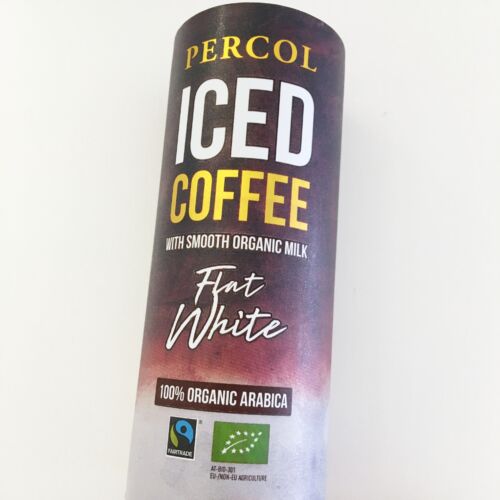 PERCOL
ICED
COFFEE
WITH SMOOTH ORGANIC MILK
Flat
White
100% ORGANIC ARABICA
FAIRTRADE
AT-BIO-301
EU-/NON-EU AGRICULTURE